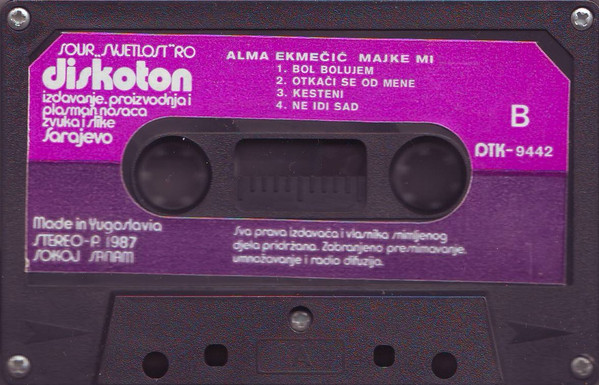 SOUR „SVJETLOST" RO
diskoton
izdavanje, proizvodnja i
plasman nosača
zvuka i slike
Sarajevo
ALMA EKMEČIĆ MAJKE MI
1. BOL BOLUJEM
2. OTKAČI SE OD MENE
3. KESTENI
4. NE IDI SAD
B
DTK-9442
Made in Yugoslavia
STEREO-P. 1987
SOKOJ SANAM
Sva prava izdavača i vlasnika snimljenog
djela pridržana. Zabranjeno presnimavanje,
umnožavanje i radio difuzija.
A